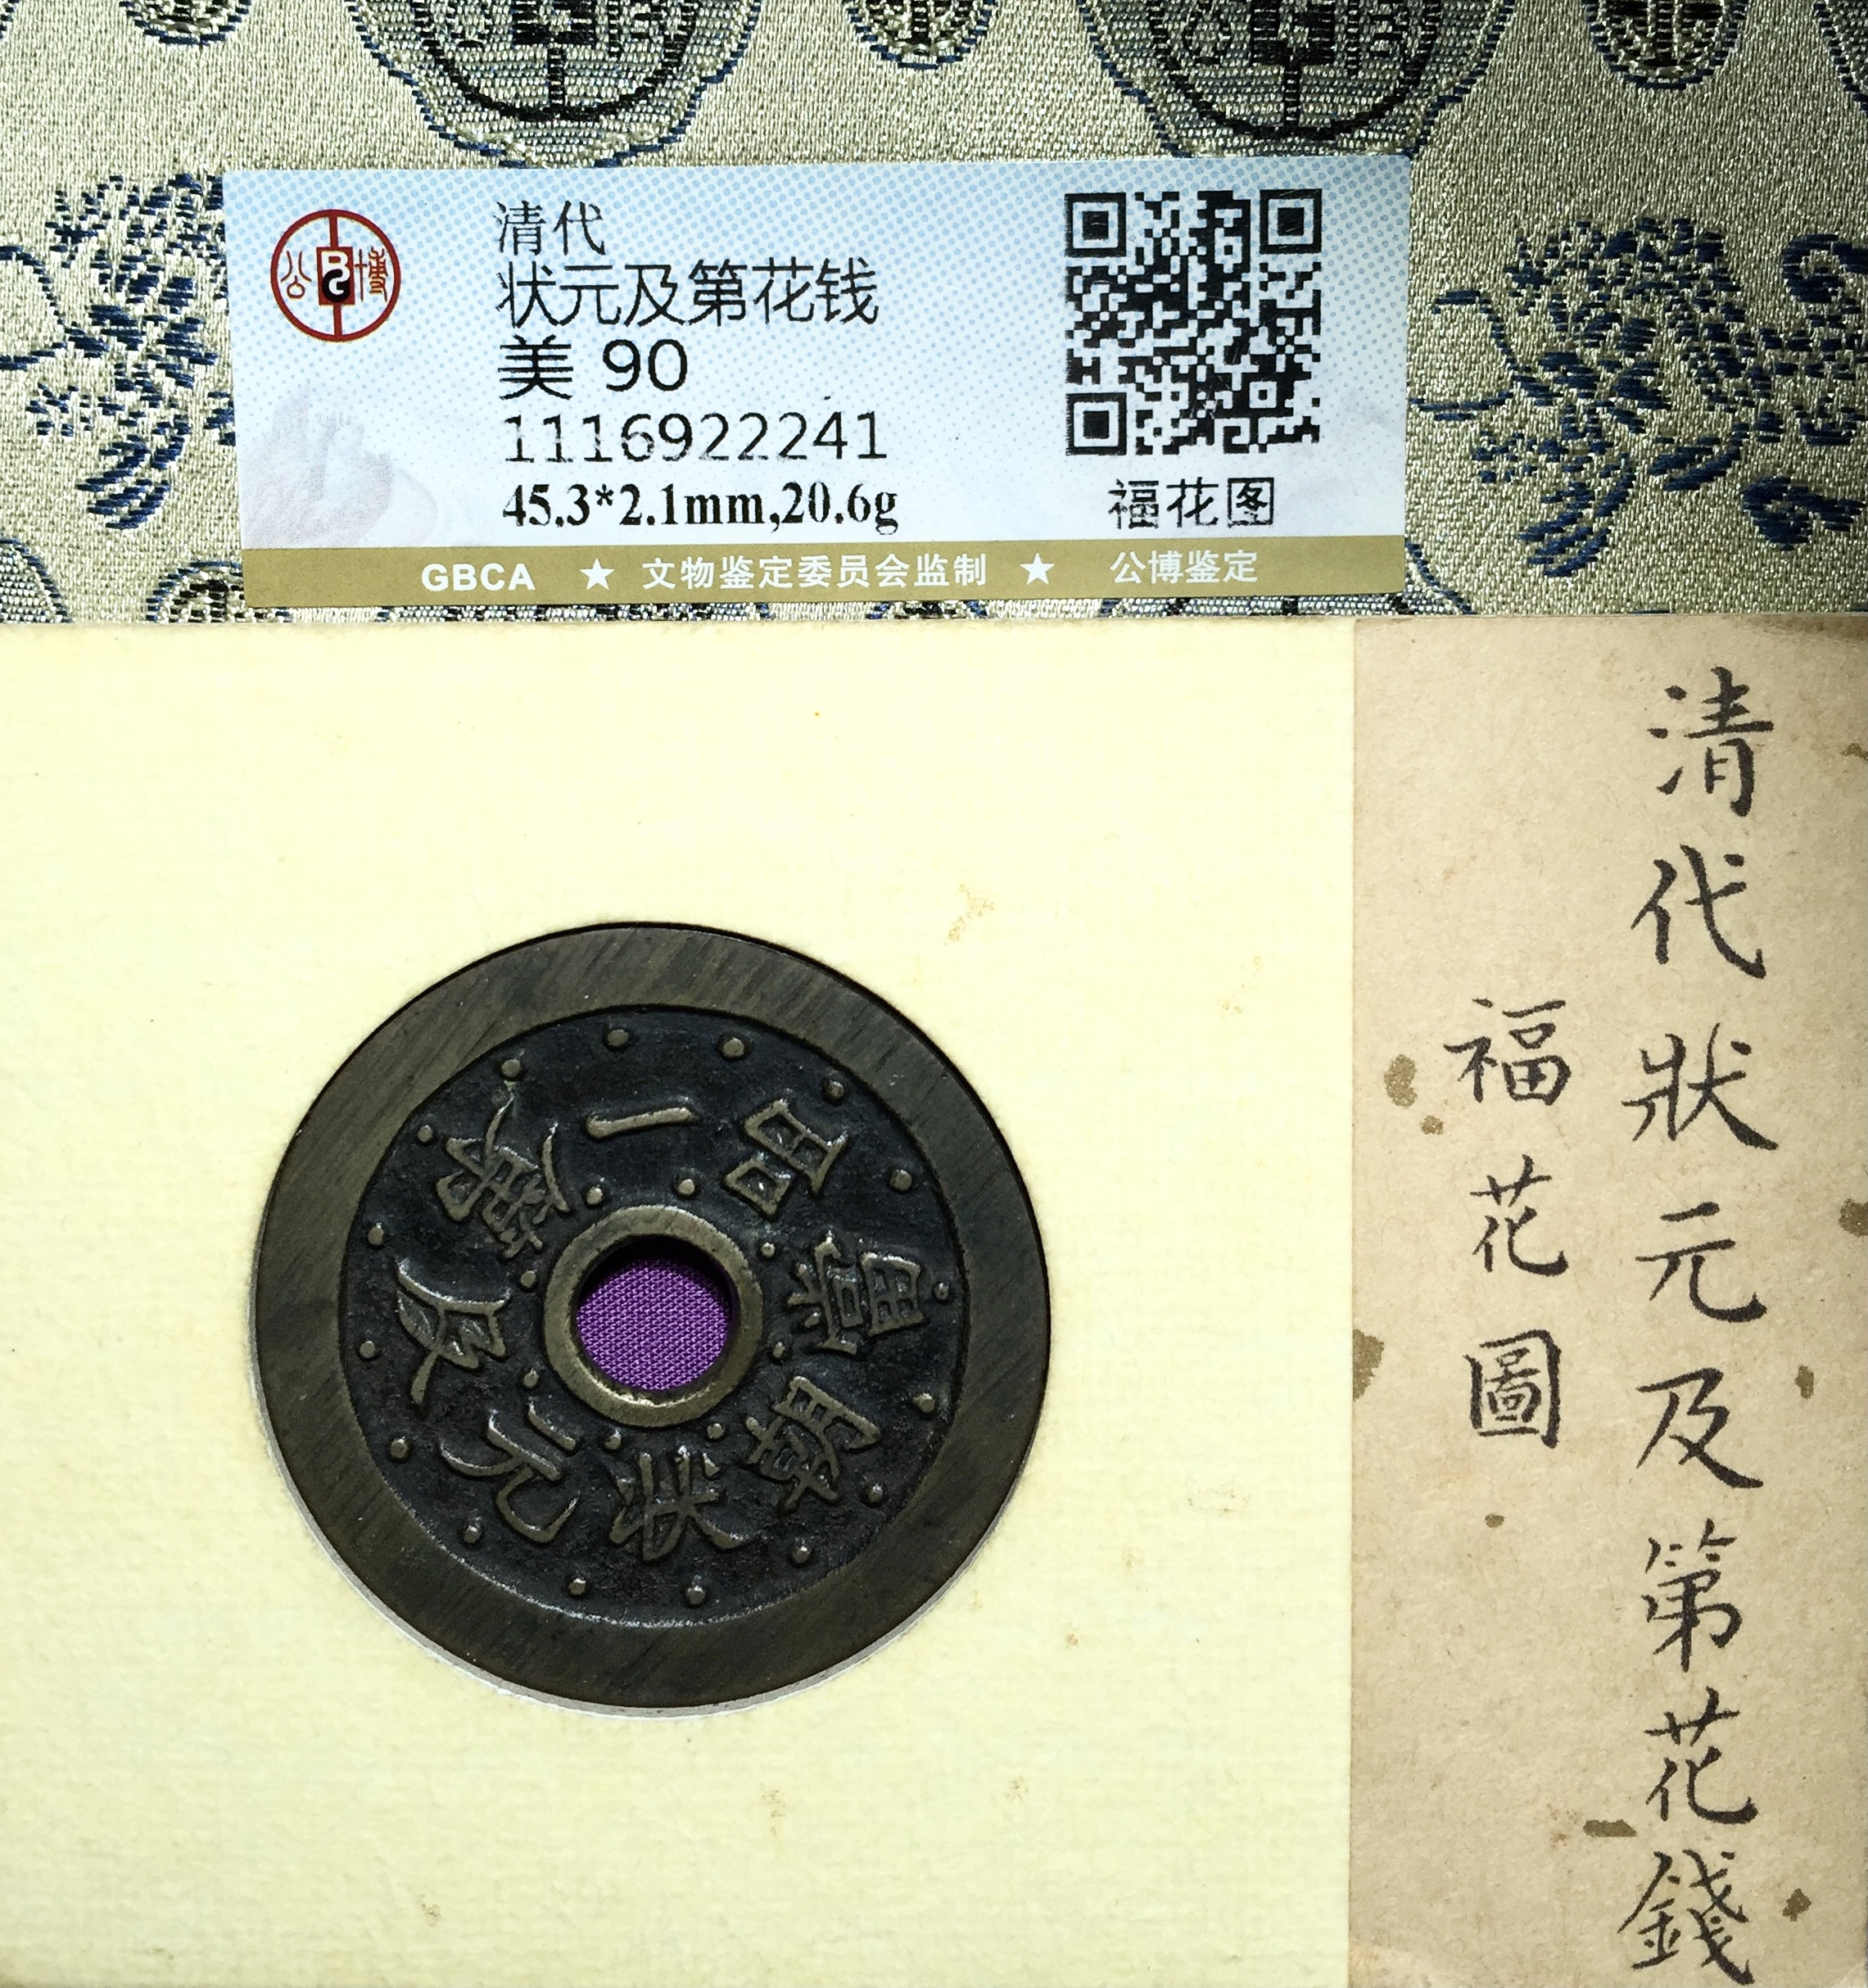 公博
清代
状元及第花钱
美 90
1116922241
45.3*2.1mm,20.6g
福花图
GBCA ★ 文物鉴定委员会监制 ★ 公博鉴定
清代狀元及第花錢
福花圖
狀元及第一品當朝